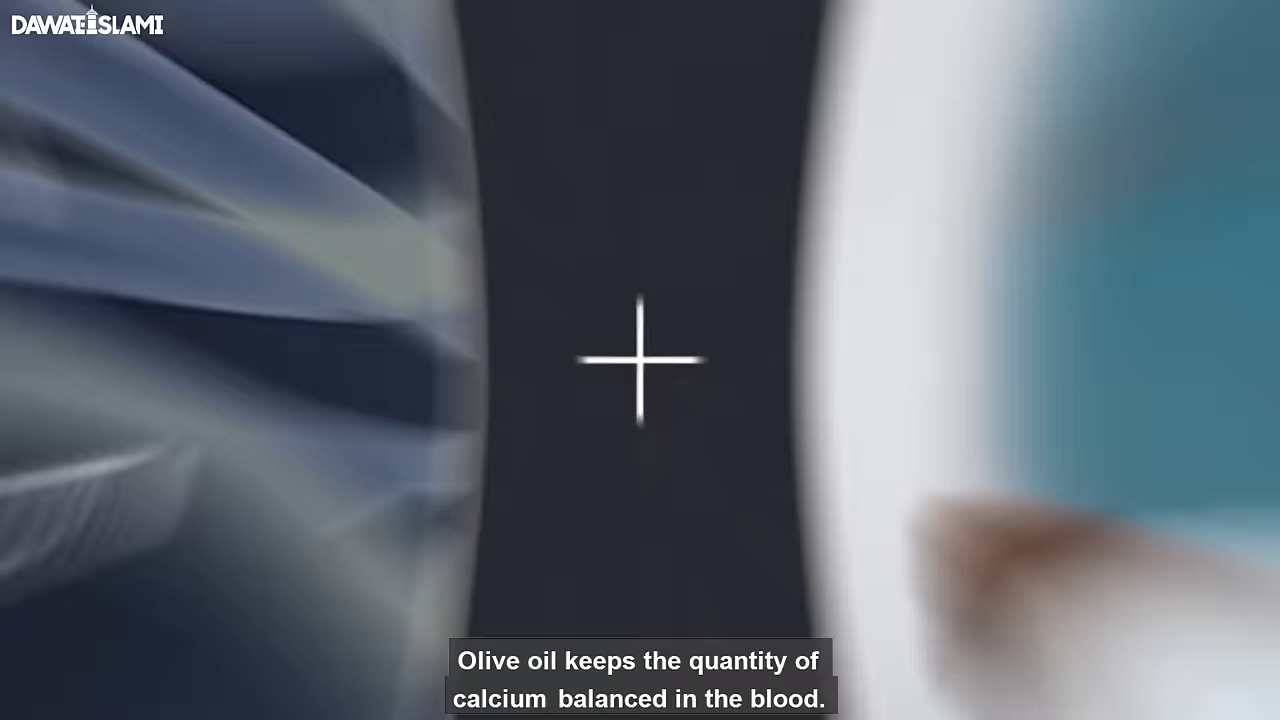 DAWATEISLAMI
Olive oil keeps the quantity of
calcium balanced in the blood.